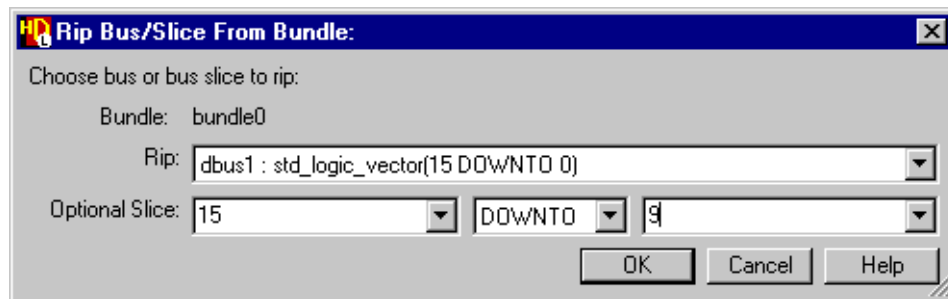 HDL Rip Bus/Slice From Bundle:
Choose bus or bus slice to rip:
Bundle: bundle0
Rip: dbus1 : std_logic_vector(15 DOWNTO 0)
Optional Slice: 15 DOWNTO 9
OK Cancel Help